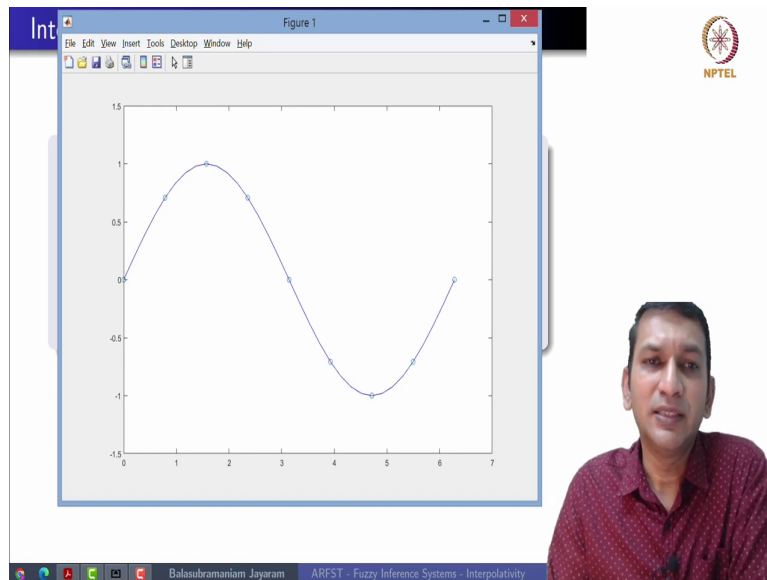 Int
Figure 1
File Edit View Insert Tools Desktop Window Help
NPTEL
1.5
1
0.5
0
-0.5
-1
-1.5
0 1 2 3 4 5 6 7
Balasubramaniam Jayaram ARFST - Fuzzy Inference Systems - Interpolativity